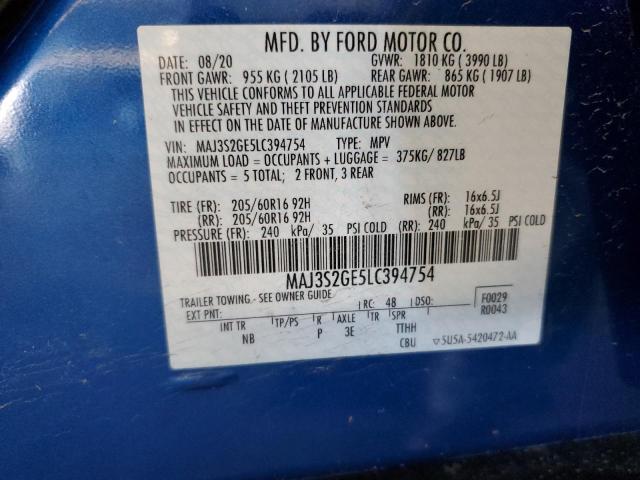 MFD. BY FORD MOTOR CO.
DATE: 08/20 GVWR: 1810 KG ( 3990 LB)
FRONT GAWR: 955 KG ( 2105 LB) REAR GAWR: 865 KG ( 1907 LB)
THIS VEHICLE CONFORMS TO ALL APPLICABLE FEDERAL MOTOR
VEHICLE SAFETY AND THEFT PREVENTION STANDARDS
IN EFFECT ON THE DATE OF MANUFACTURE SHOWN ABOVE.
VIN: MAJ3S2GE5LC394754 TYPE: MPV
MAXIMUM LOAD = OCCUPANTS + LUGGAGE = 375KG/ 827LB
OCCUPANTS = 5 TOTAL; 2 FRONT, 3 REAR
TIRE (FR): 205/60R16 92H RIMS (FR): 16x6.5J
(RR): 205/60R16 92H (RR): 16x6.5J
PRESSURE (FR): 240 kPa/ 35 PSI COLD (RR): 240 kPa/ 35 PSI COLD
MAJ3S2GE5LC394754
TRAILER TOWING - SEE OWNER GUIDE
EXT PNT: RC: 48 DSO: F0029
R0043
INT TR TP/PS R AXLE TR SPR
NB P 3E TTHH
CBU ▽5U5A-5420472-AA